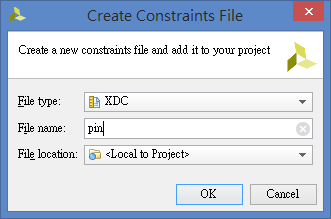 Create Constraints File
Create a new constraints file and add it to your project
File type: XDC
File name: pin
File location: <Local to Project>
OK Cancel